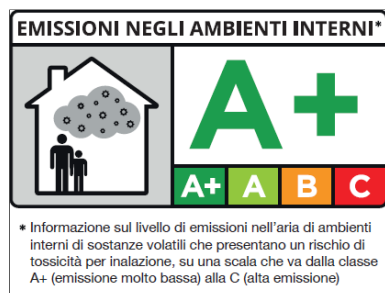 EMISSIONI NEGLI AMBIENTI INTERNI*
A+
A+ A B C
* Informazione sul livello di emissioni nell'aria di ambienti
interni di sostanze volatili che presentano un rischio di
tossicità per inalazione, su una scala che va dalla classe
A+ (emissione molto bassa) alla C (alta emissione)